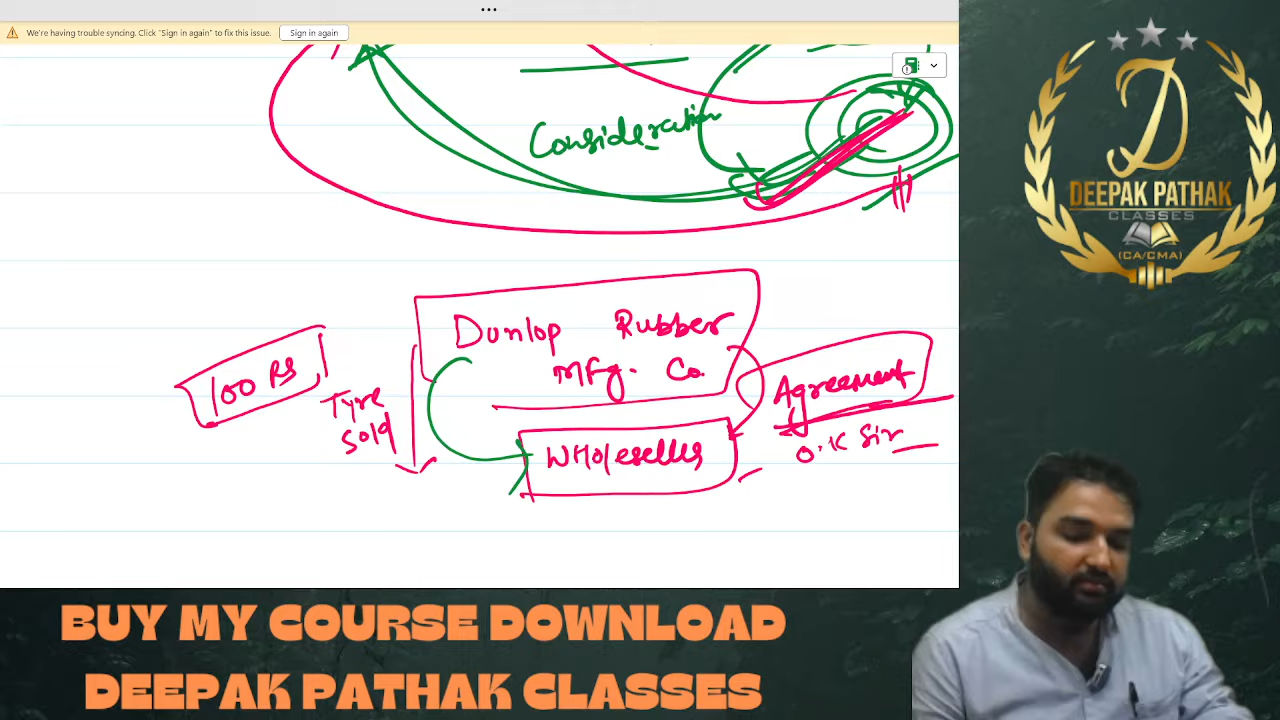 •••
We're having trouble syncing. Click "Sign in again" to fix this issue.
Sign in again
Consideration
Dunlop Rubber
Mfg. Co.
100 Rs
Tyre
Sold
Agreement
O.K Sir
WHoleseller
D
DEEPAK PATHAK
CLASSES
(CA/CMA)
BUY MY COURSE DOWNLOAD
DEEPAK PATHAK CLASSES